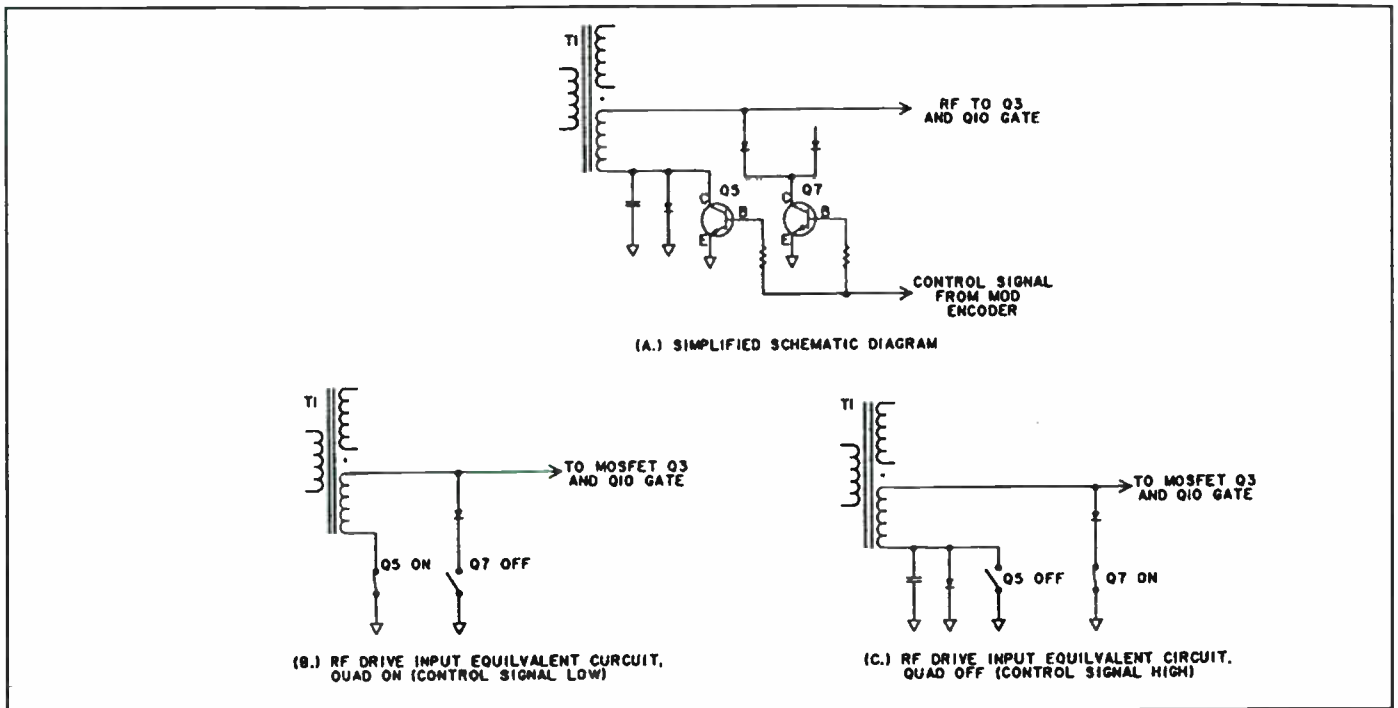 T1
RF TO Q3
AND Q10 GATE
Q5
Q7
C
B
E
C
B
E
CONTROL SIGNAL
FROM MOD
ENCODER
(A.) SIMPLIFIED SCHEMATIC DIAGRAM
T1
TO MOSFET Q3
AND Q10 GATE
Q5 ON
Q7 OFF
(B.) RF DRIVE INPUT EQUILVALENT CURCUIT,
QUAD ON (CONTROL SIGNAL LOW)
T1
TO MOSFET Q3
AND Q10 GATE
Q5 OFF
Q7 ON
(C.) RF DRIVE INPUT EQUILVALENT CIRCUIT.
QUAD OFF (CONTROL SIGNAL HIGH)